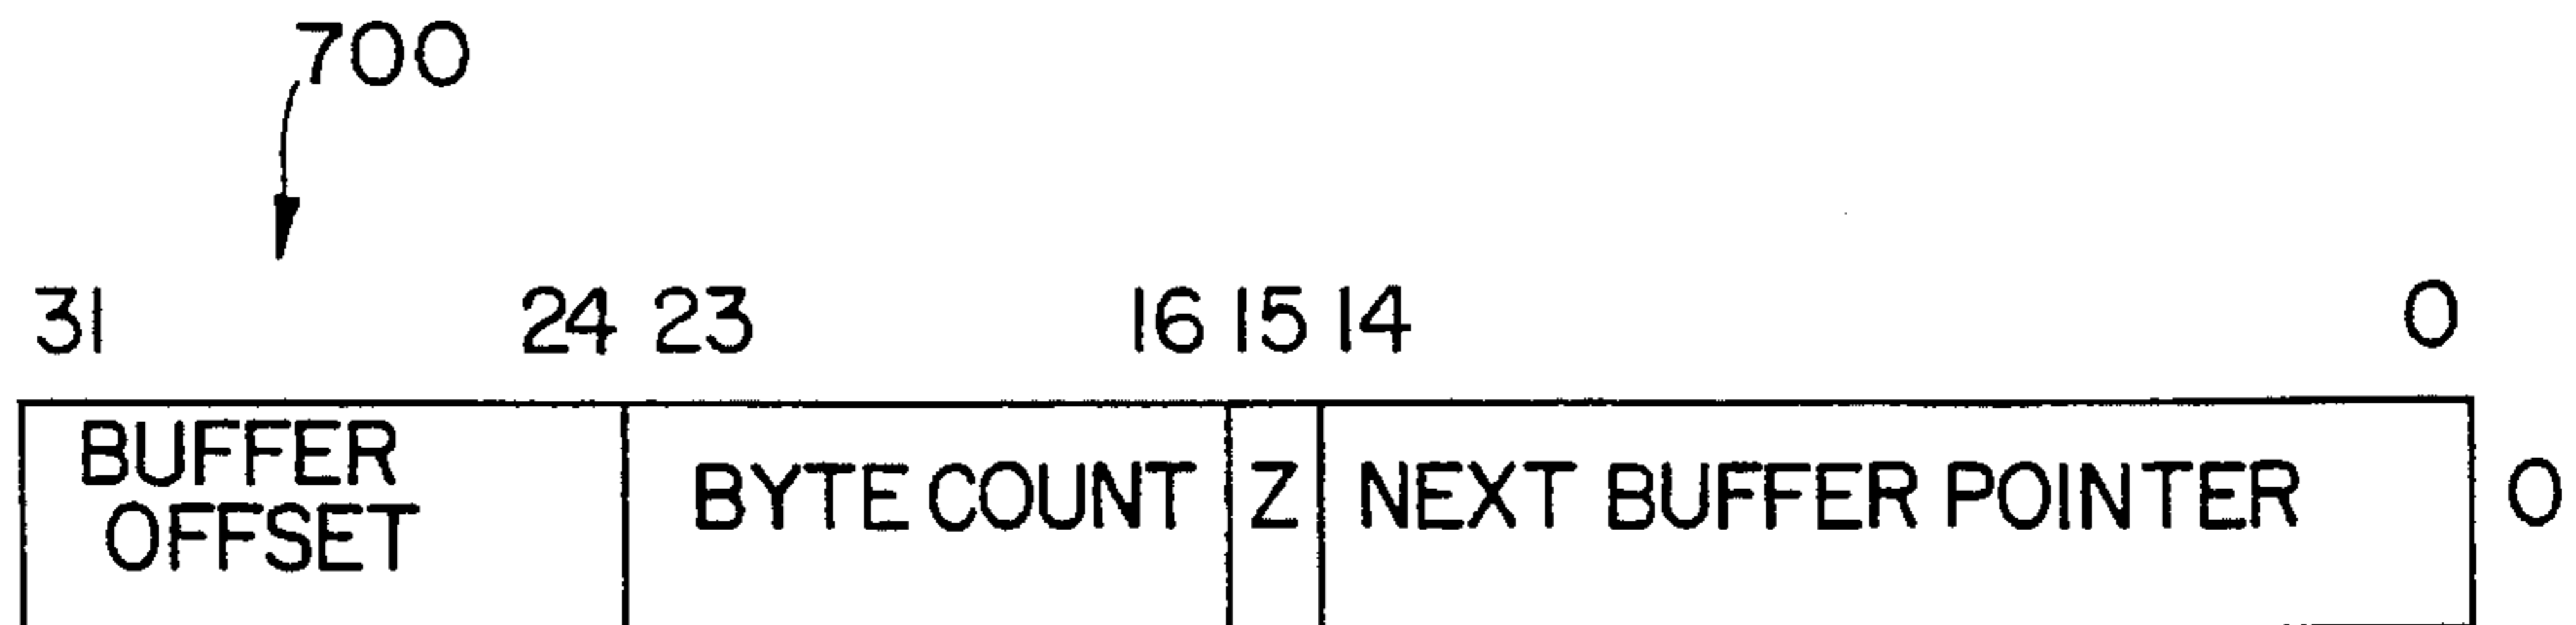 700
31 24 23 16 15 14 0
BUFFER OFFSET BYTE COUNT Z NEXT BUFFER POINTER 0